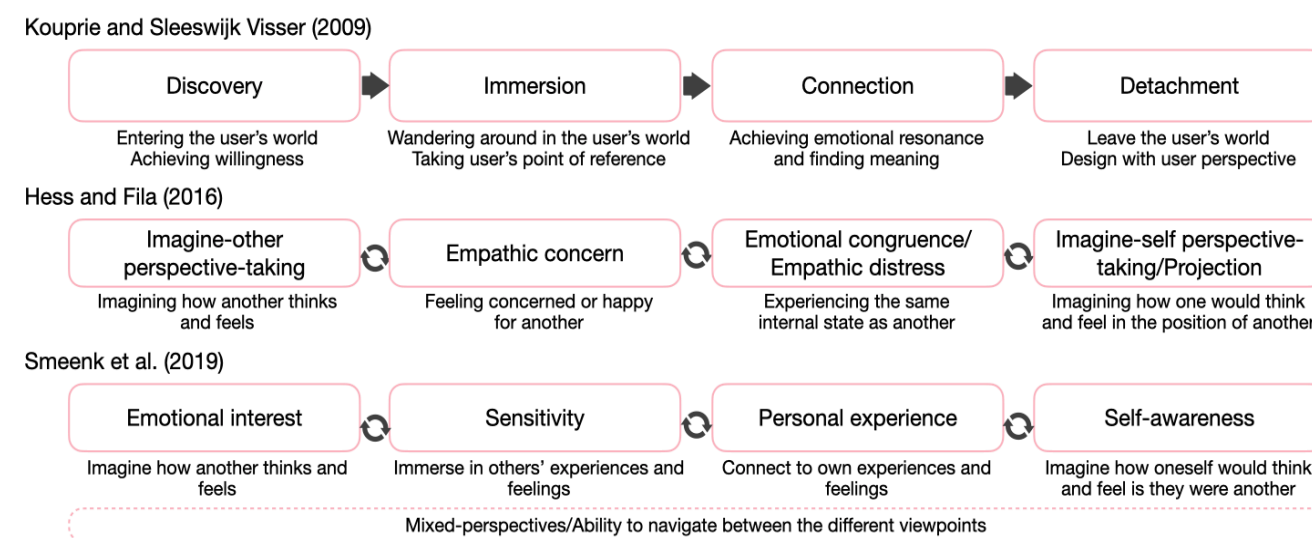 Kouprie and Sleeswijk Visser (2009)
Discovery
Immersion
Connection
Detachment
Entering the user's world
Achieving willingness
Wandering around in the user's world
Taking user's point of reference
Achieving emotional resonance
and finding meaning
Leave the user's world
Design with user perspective
Hess and Fila (2016)
Imagine-other
perspective-taking
Empathic concern
Emotional congruence/
Empathic distress
Imagine-self perspective-
taking/Projection
Imagining how another thinks
and feels
Feeling concerned or happy
for another
Experiencing the same
internal state as another
Imagining how one would think
and feel in the position of another
Smeenk et al. (2019)
Emotional interest
Sensitivity
Personal experience
Self-awareness
Imagine how another thinks and
feels
Immerse in others' experiences and
feelings
Connect to own experiences and
feelings
Imagine how oneself would think
and feel is they were another
Mixed-perspectives/Ability to navigate between the different viewpoints